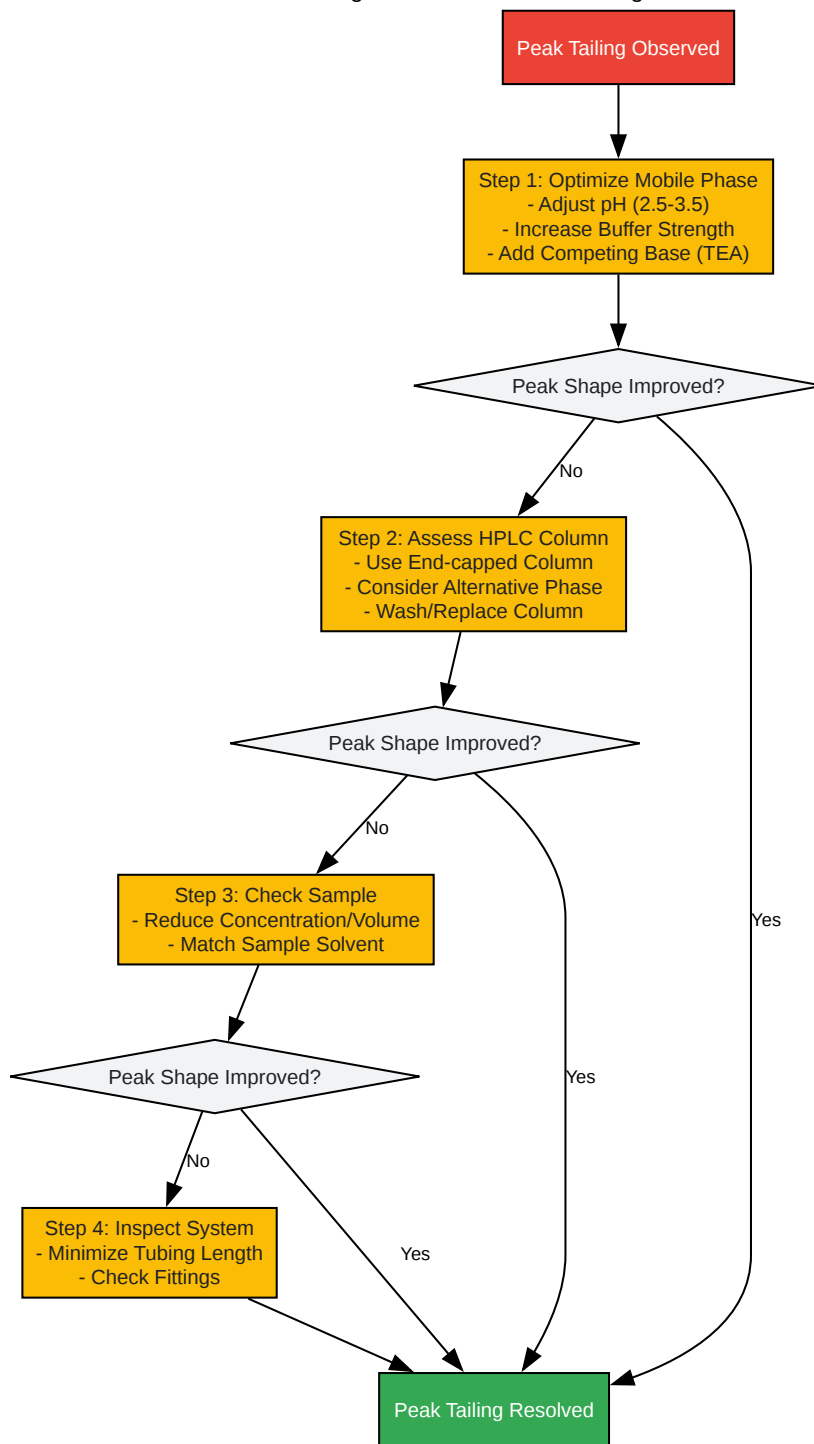 Peak Tailing Observed
Step 1: Optimize Mobile Phase
- Adjust pH (2.5-3.5)
- Increase Buffer Strength
- Add Competing Base (TEA)
Peak Shape Improved?
No
Step 2: Assess HPLC Column
- Use End-capped Column
- Consider Alternative Phase
- Wash/Replace Column
Peak Shape Improved?
No
Step 3: Check Sample
- Reduce Concentration/Volume
- Match Sample Solvent
Yes
Peak Shape Improved?
Yes
No
Step 4: Inspect System
- Minimize Tubing Length
- Check Fittings
Yes
Peak Tailing Resolved